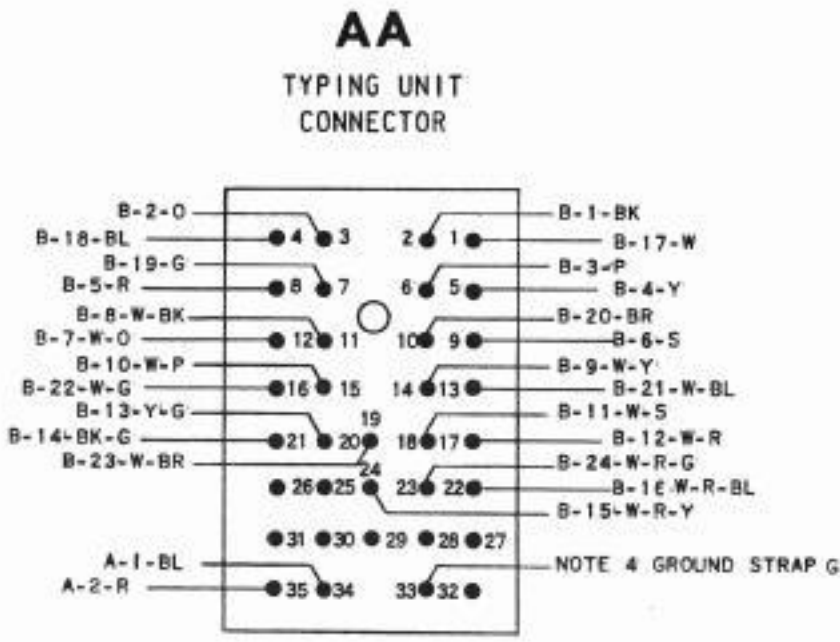 AA
TYPING UNIT
CONNECTOR
B-2-O
B-1-BK
B-18-BL
4 3 2 1
B-17-W
B-19-G
B-3-P
B-5-R
8 7 6 5
B-4-Y
B-8-W-BK
B-20-BR
B-7-W-O
12 11 10 9
B-6-S
B-10-W-P
B-9-W-Y
B-22-W-G
16 15 14 13
B-21-W-BL
B-13-Y-G
19
B-11-W-S
B-14-BK-G
21 20 18 17
B-12-W-R
B-23-W-BR
24
B-24-W-R-G
26 25 23 22
B-16 W-R-BL
B-15-W-R-Y
31 30 29 28 27
A-1-BL
NOTE 4 GROUND STRAP G
A-2-R
35 34 33 32